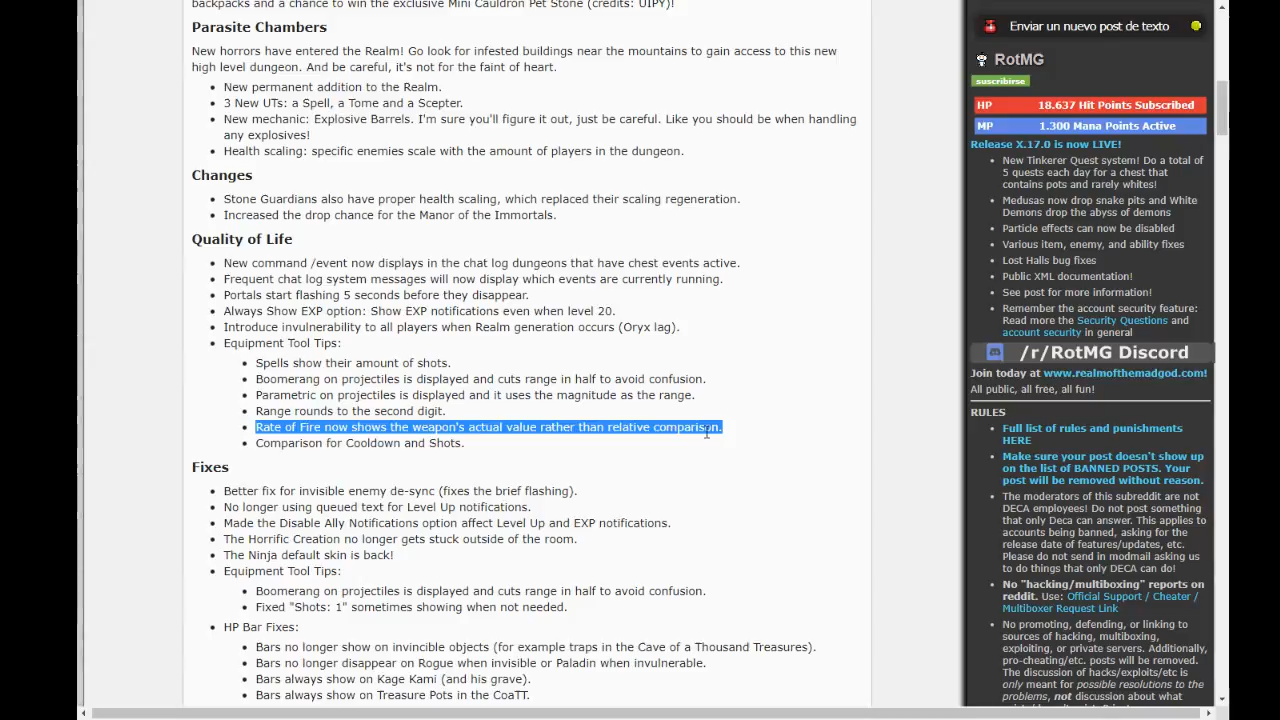 backpacks and a chance to win the exclusive Mini Cauldron Pet Stone (credits: UIPY)!
Parasite Chambers
New horrors have entered the Realm! Go look for infested buildings near the mountains to gain access to this new
high level dungeon. And be careful, it's not for the faint of heart.
New permanent addition to the Realm.
3 New UTs: a Spell, a Tome and a Scepter.
New mechanic: Explosive Barrels. I'm sure you'll figure it out, just be careful. Like you should be when handling
any explosives!
Health scaling: specific enemies scale with the amount of players in the dungeon.
Changes
Stone Guardians also have proper health scaling, which replaced their scaling regeneration.
Increased the drop chance for the Manor of the Immortals.
Quality of Life
New command /event now displays in the chat log dungeons that have chest events active.
Frequent chat log system messages will now display which events are currently running.
Portals start flashing 5 seconds before they disappear.
Always Show EXP option: Show EXP notifications even when level 20.
Introduce invulnerability to all players when Realm generation occurs (Oryx lag).
Equipment Tool Tips:
Spells show their amount of shots.
Boomerang on projectiles is displayed and cuts range in half to avoid confusion.
Parametric on projectiles is displayed and it uses the magnitude as the range.
Range rounds to the second digit.
Rate of Fire now shows the weapon's actual value rather than relative comparison.
Comparison for Cooldown and Shots.
Fixes
Better fix for invisible enemy de-sync (fixes the brief flashing).
No longer using queued text for Level Up notifications.
Made the Disable Ally Notifications option affect Level Up and EXP notifications.
The Horrific Creation no longer gets stuck outside of the room.
The Ninja default skin is back!
Equipment Tool Tips:
Boomerang on projectiles is displayed and cuts range in half to avoid confusion.
Fixed "Shots: 1" sometimes showing when not needed.
HP Bar Fixes:
Bars no longer show on invincible objects (for example traps in the Cave of a Thousand Treasures).
Bars no longer disappear on Rogue when invisible or Paladin when invulnerable.
Bars always show on Kage Kami (and his grave).
Bars always show on Treasure Pots in the CoaTT.
Enviar un nuevo post de texto
RotMG
suscribirse
HP 18.637 Hit Points Subscribed
MP 1.300 Mana Points Active
Release X.17.0 is now LIVE!
New Tinkerer Quest system! Do a total of
5 quests each day for a chest that
contains pots and rarely whites!
Medusas now drop snake pits and White
Demons drop the abyss of demons
Particle effects can now be disabled
Various item, enemy, and ability fixes
Lost Halls bug fixes
Public XML documentation!
See post for more information!
Remember the account security feature:
Read more the Security Questions and
account security in general
/r/RotMG Discord
Join today at www.realmofthemadgod.com!
All public, all free, all fun!
RULES
Full list of rules and punishments
HERE
Make sure your post doesn't show up
on the list of BANNED POSTS. Your
post will be removed without reason.
The moderators of this subreddit are not
DECA employees! Do not post something
that only Deca can answer. This applies to
accounts being banned, asking for the
release date of features/updates, etc.
Please do not send in modmail asking us
to do things that only DECA can do!
No "hacking/multiboxing" reports on
reddit. Use: Official Support / Cheater /
Multiboxer Request Link
No promoting, defending, or linking to
sources of hacking, multiboxing,
exploiting, or private servers. Additionally,
pro-cheating/etc. posts will be removed.
The discussion of hacks/exploits/etc is
only meant for possible resolutions to the
problems, not discussion about what